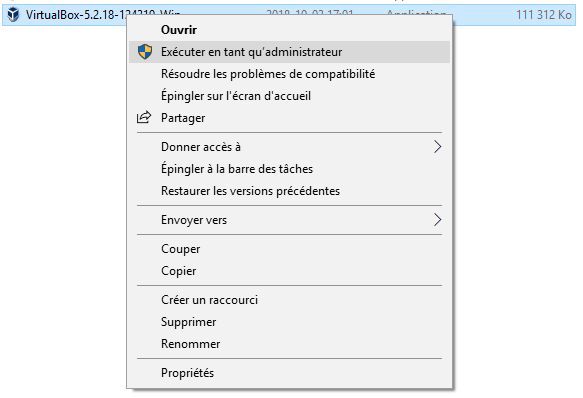 VirtualBox-5.2.18-124319-Win 2018-10-03 17:01 Application 111 312 Ko
Ouvrir
Exécuter en tant qu'administrateur
Résoudre les problèmes de compatibilité
Épingler sur l'écran d'accueil
Partager
Donner accès à
Épingler à la barre des tâches
Restaurer les versions précédentes
Envoyer vers
Couper
Copier
Créer un raccourci
Supprimer
Renommer
Propriétés